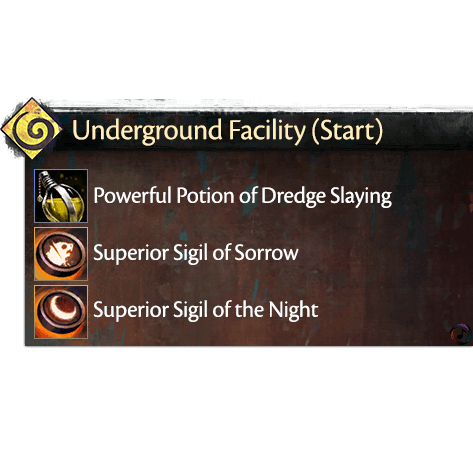 Underground Facility (Start)
Powerful Potion of Dredge Slaying
Superior Sigil of Sorrow
Superior Sigil of the Night